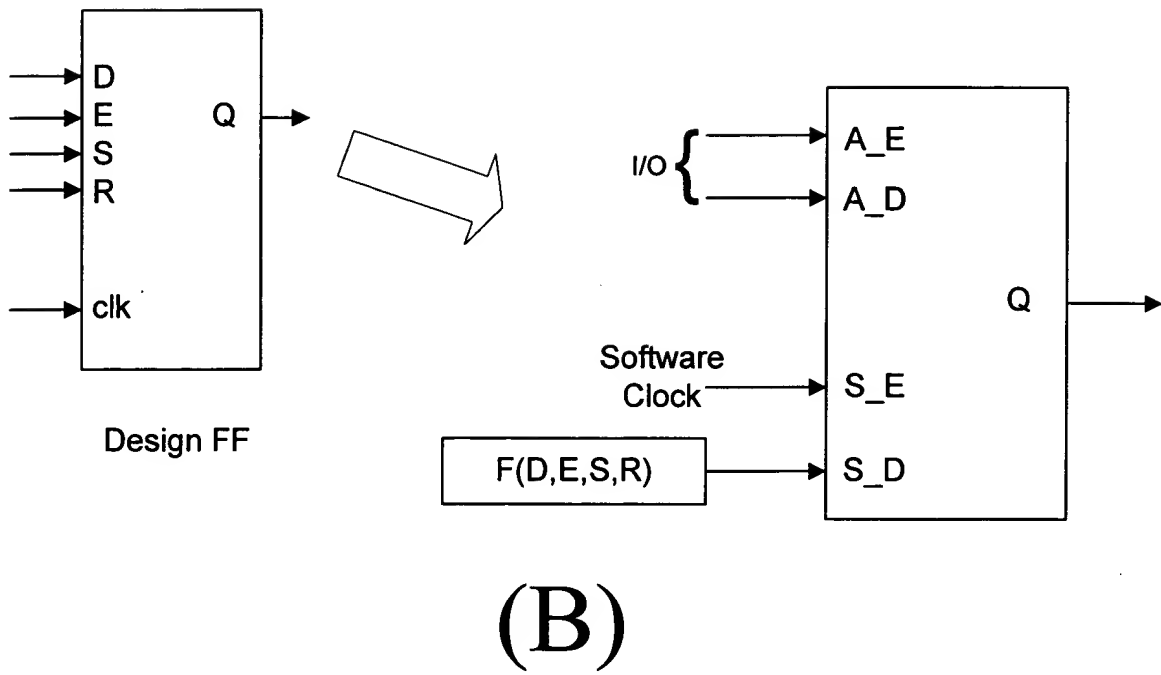 D
E
S
R
Q
clk
Design FF
I/O {
A_E
A_D
Q
Software
Clock
S_E
F(D,E,S,R)
S_D
(B)